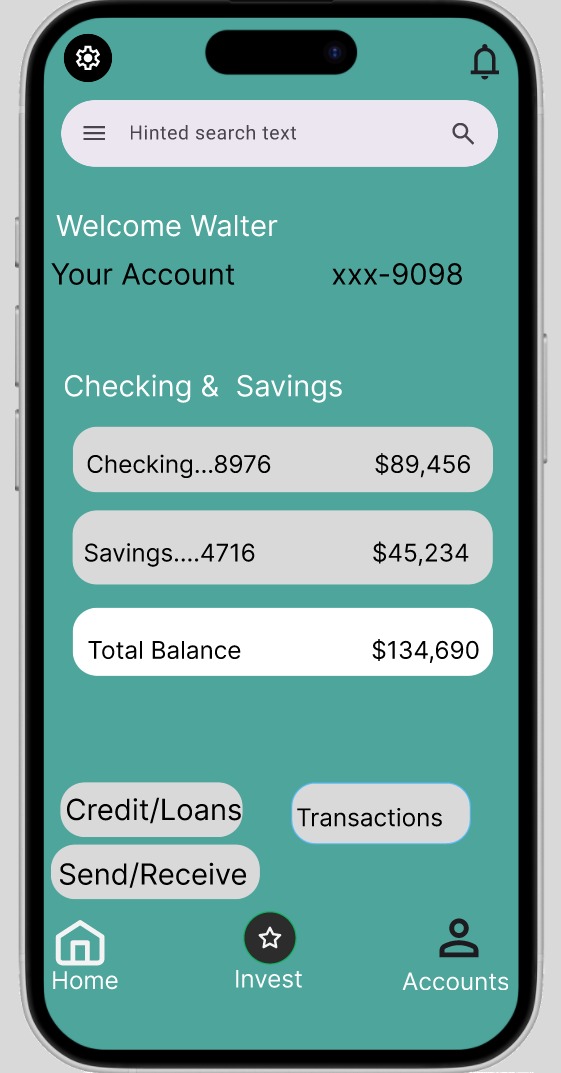 Hinted search text
Welcome Walter
Your Account xxx-9098
Checking & Savings
Checking...8976 $89,456
Savings....4716 $45,234
Total Balance $134,690
Credit/Loans
Transactions
Send/Receive
Home
Invest
Accounts